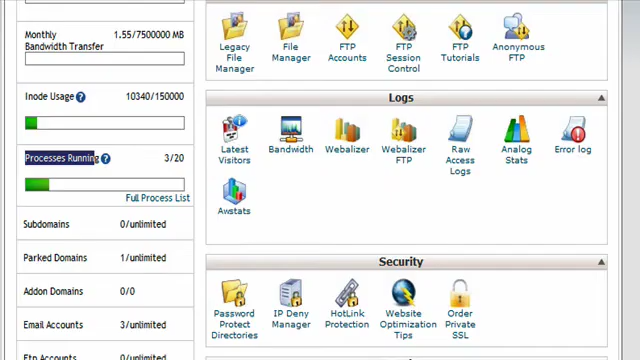 Monthly 1.55/7500000 MB
Bandwidth Transfer
Inode Usage ? 10340/150000
Processes Running ? 3/20
Full Process List
Subdomains 0/unlimited
Parked Domains 1/unlimited
Addon Domains 0/0
Email Accounts 3/unlimited
Ftp Accounts 0/unlimited
Legacy File Manager
File Manager
FTP Accounts
FTP Session Control
FTP Tutorials
Anonymous FTP
Logs
Latest Visitors
Bandwidth
Webalizer
Webalizer FTP
Raw Access Logs
Analog Stats
Error log
Awstats
Security
Password Protect Directories
IP Deny Manager
HotLink Protection
Website Optimization Tips
Order Private SSL